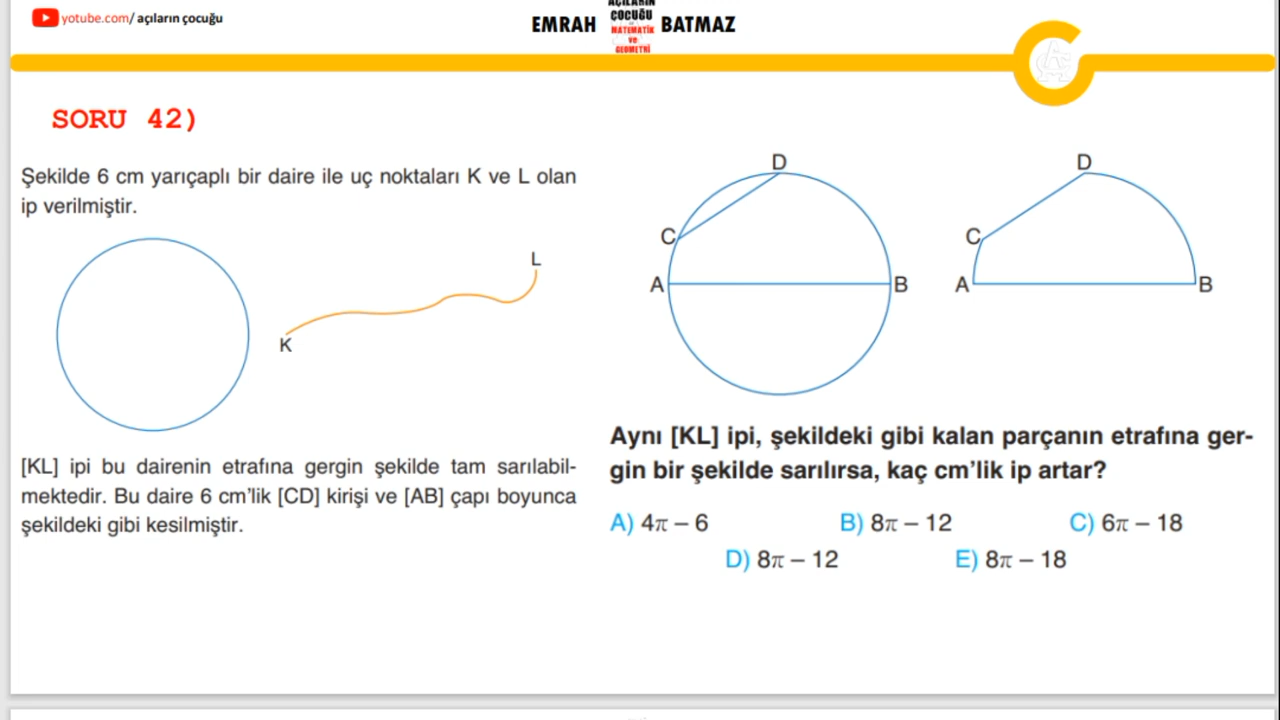 yotube.com/ açıların çocuğu
EMRAH
AÇILARIN
ÇOCUĞU
MATEMATİK
ve
GEOMETRİ
BATMAZ
SORU 42)
Şekilde 6 cm yarıçaplı bir daire ile uç noktaları K ve L olan
ip verilmiştir.
L
K
[KL] ipi bu dairenin etrafına gergin şekilde tam sarılabil-
mektedir. Bu daire 6 cm'lik [CD] kirişi ve [AB] çapı boyunca
şekildeki gibi kesilmiştir.
D
C
A
B
D
C
A
B
Aynı [KL] ipi, şekildeki gibi kalan parçanın etrafına ger-
gin bir şekilde sarılırsa, kaç cm'lik ip artar?
A) 4π – 6
B) 8π – 12
C) 6π – 18
D) 8π – 12
E) 8π – 18